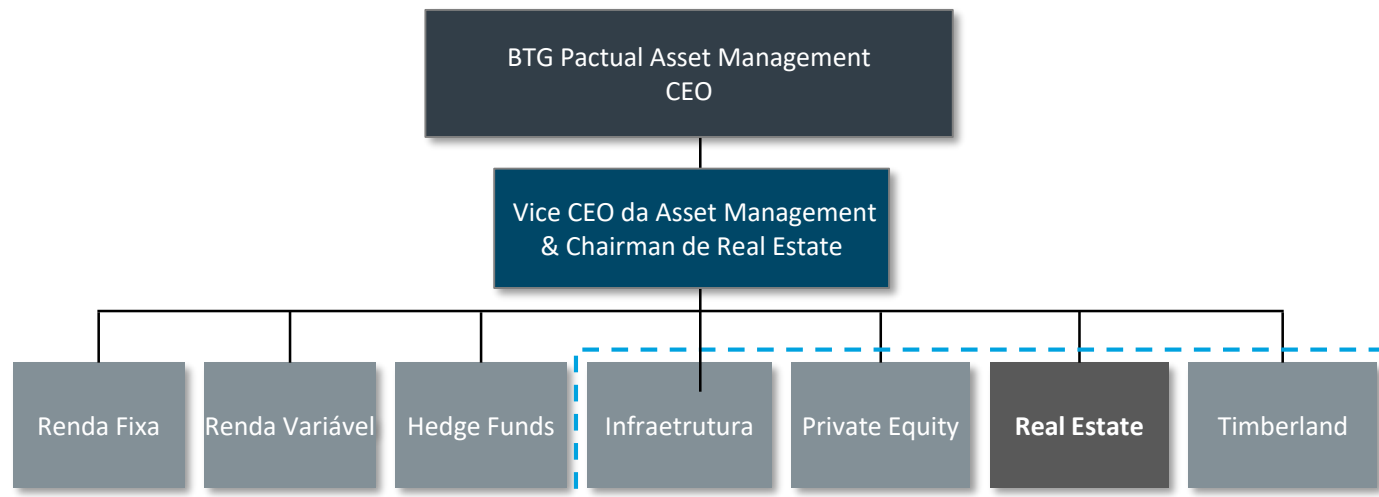 BTG Pactual Asset Management
CEO
Vice CEO da Asset Management
& Chairman de Real Estate
Renda Fixa
Renda Variável
Hedge Funds
Infraetrutura
Private Equity
Real Estate
Timberland